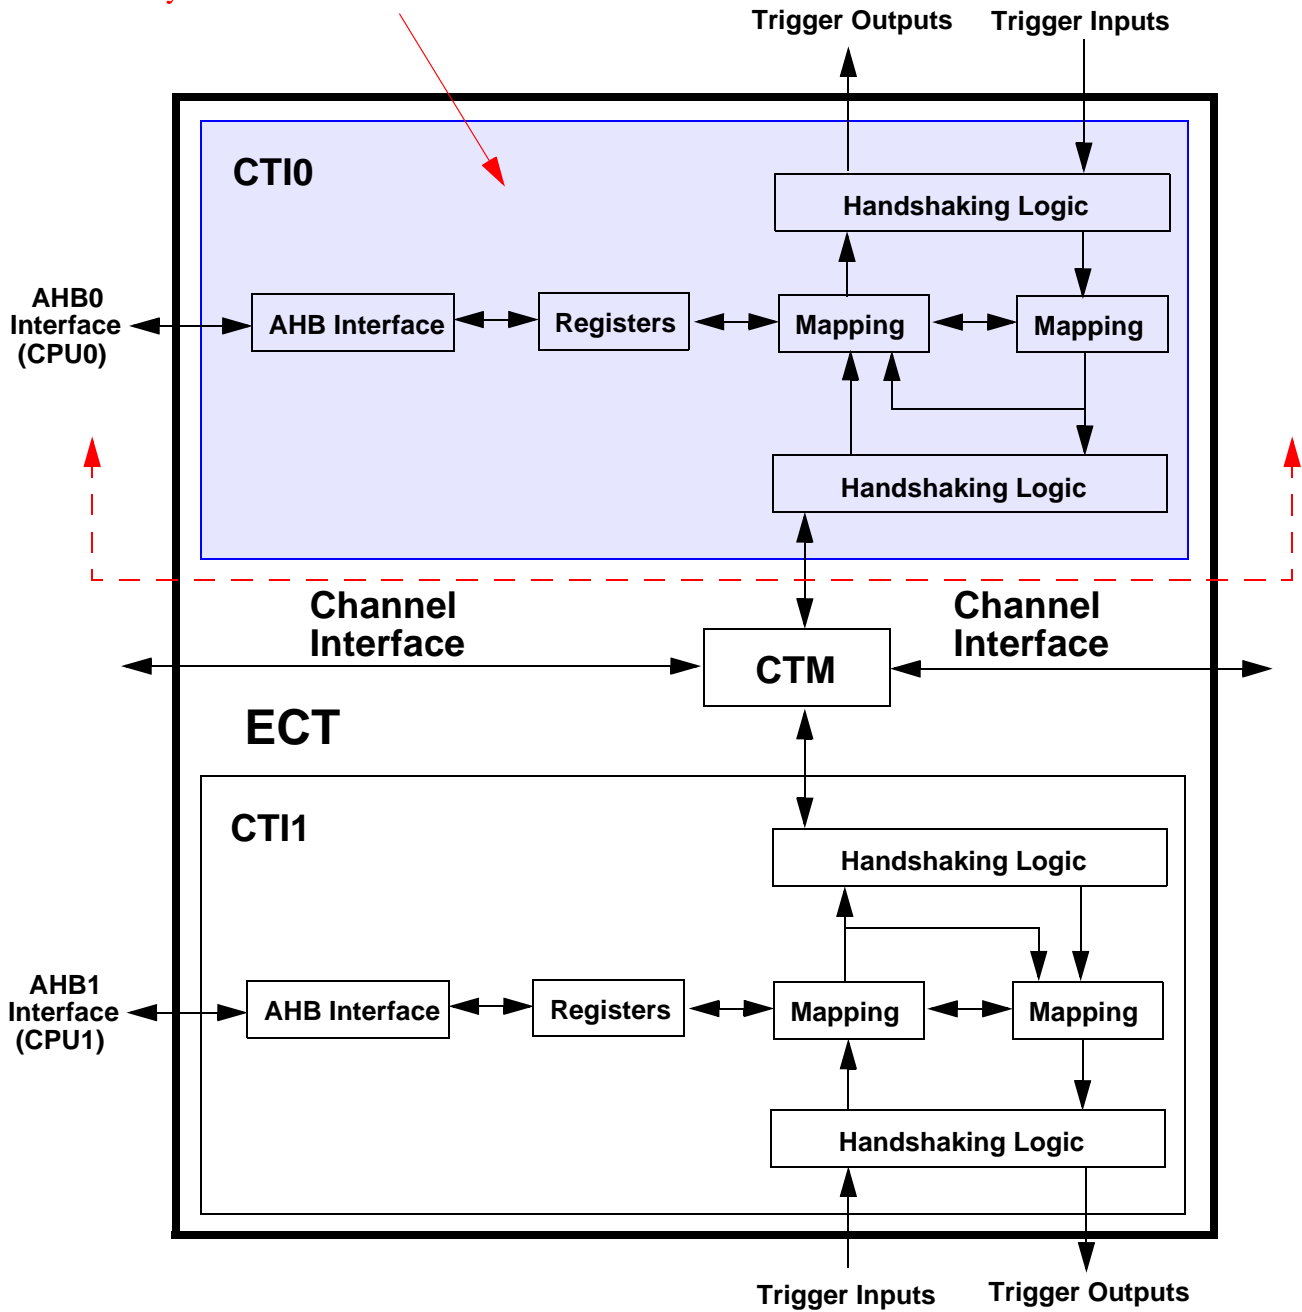 Trigger Outputs
Trigger Inputs
CTI0
Handshaking Logic
AHB0
Interface
(CPU0)
AHB Interface
Registers
Mapping
Mapping
Handshaking Logic
Channel
Interface
Channel
Interface
CTM
ECT
CTI1
Handshaking Logic
AHB1
Interface
(CPU1)
AHB Interface
Registers
Mapping
Mapping
Handshaking Logic
Trigger Inputs
Trigger Outputs